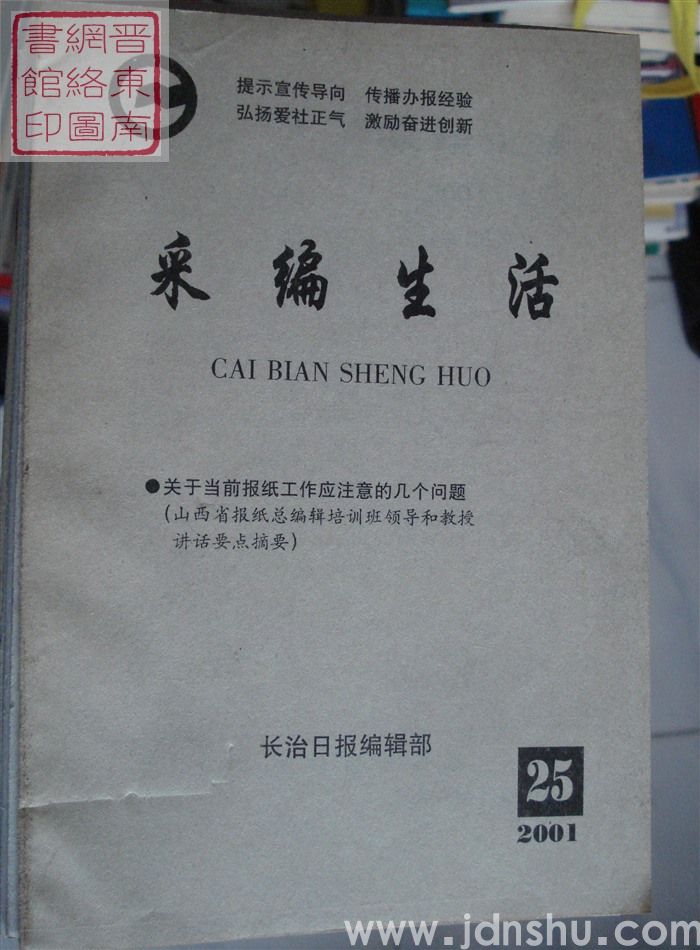 晋東南
網絡圖
書館印
提示宣传导向 传播办报经验
弘扬爱社正气 激励奋进创新
采编生活
CAI BIAN SHENG HUO
●关于当前报纸工作应注意的几个问题
(山西省报纸总编辑培训班领导和教授
讲话要点摘要)
长治日报编辑部
25
2001
www.jdnshu.com